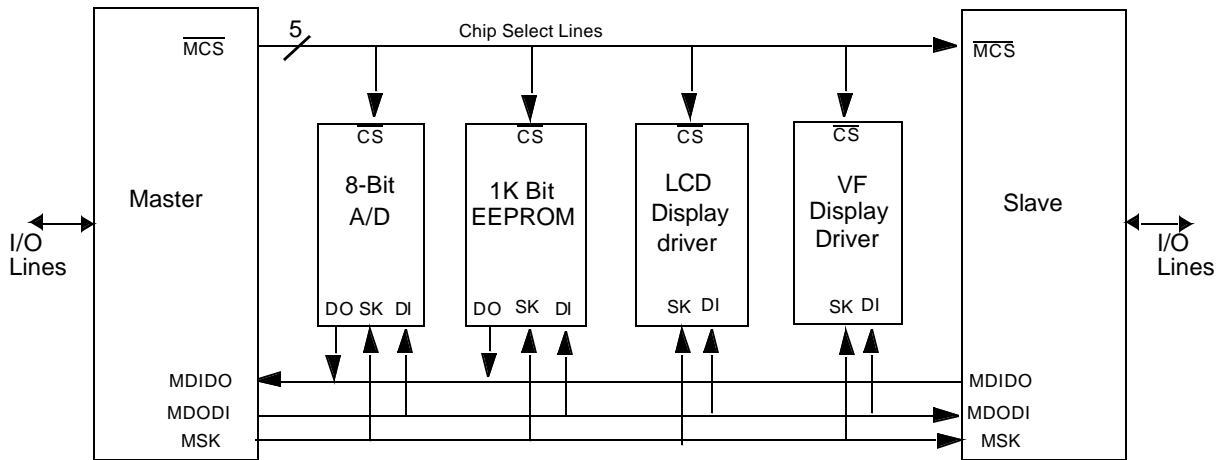 5
Chip Select Lines
MCS
MCS
CS
CS
CS
CS
8-Bit
A/D
1K Bit
EEPROM
LCD
Display
driver
VF
Display
Driver
Master
Slave
I/O
Lines
I/O
Lines
DO SK DI
DO SK DI
SK DI
SK DI
MDIDO
MDIDO
MDODI
MDODI
MSK
MSK